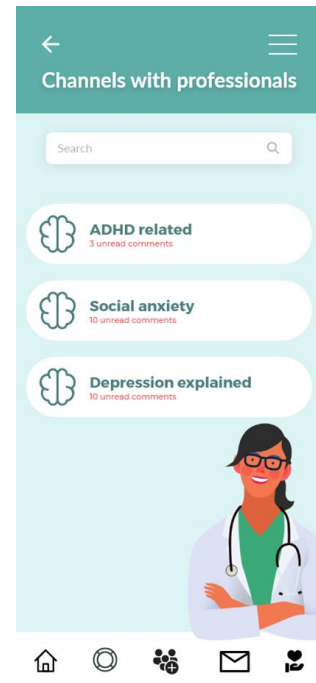 Channels with professionals
Search
ADHD related
3 unread comments
Social anxiety
10 unread comments
Depression explained
10 unread comments